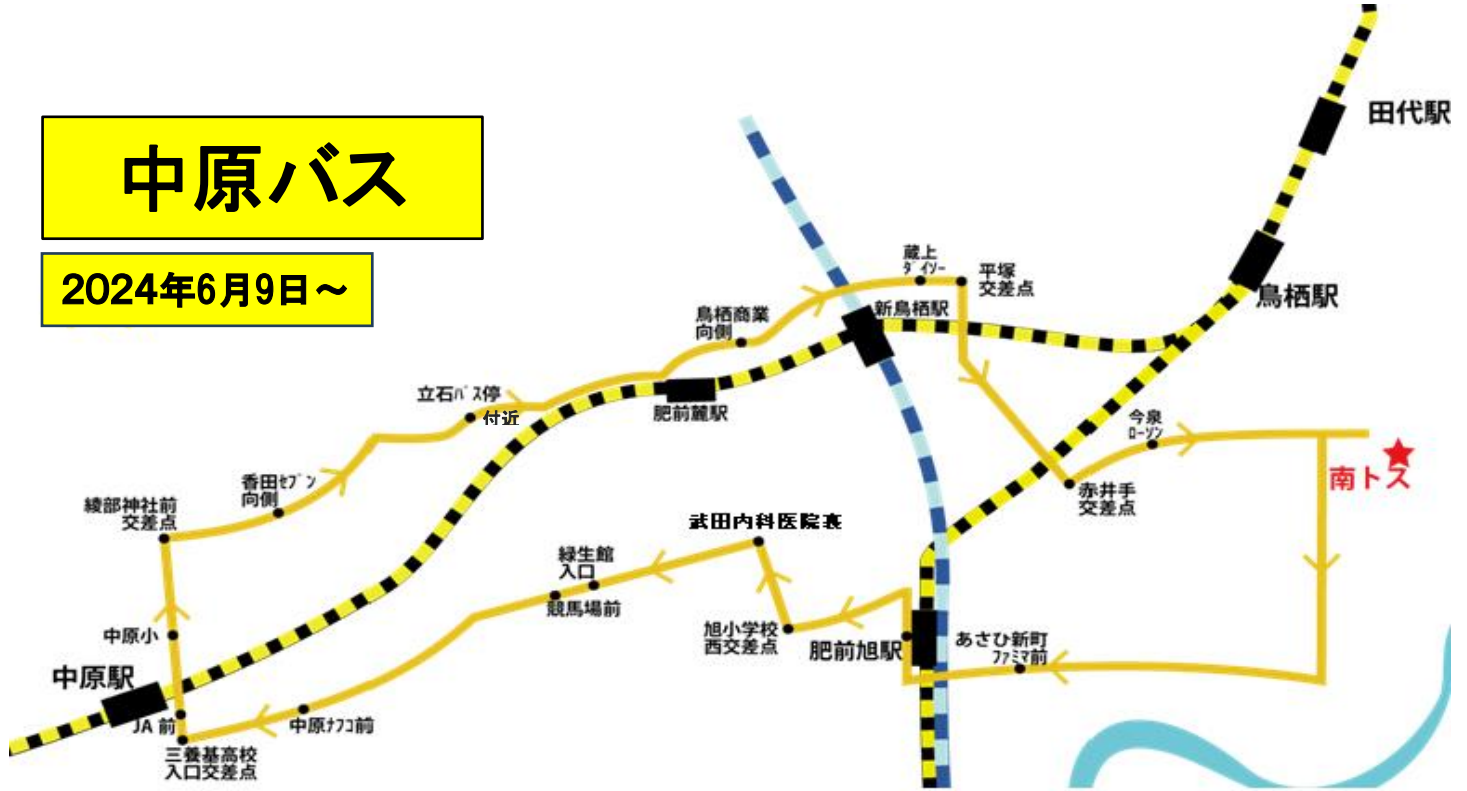 中原バス
2024年6月9日～
田代駅
鳥栖駅
蔵上
ダイソー
平塚
交差点
新鳥栖駅
鳥栖商業
向側
立石バス停
付近
肥前麓駅
今泉
ローソン
南トス
赤井手
交差点
香田セブン
向側
綾部神社前
交差点
武田内科医院裏
緑生館
入口
競馬場前
中原小
旭小学校
西交差点
肥前旭駅
あさひ新町
ファミマ前
中原駅
JA前
中原ナフコ前
三養基高校
入口交差点